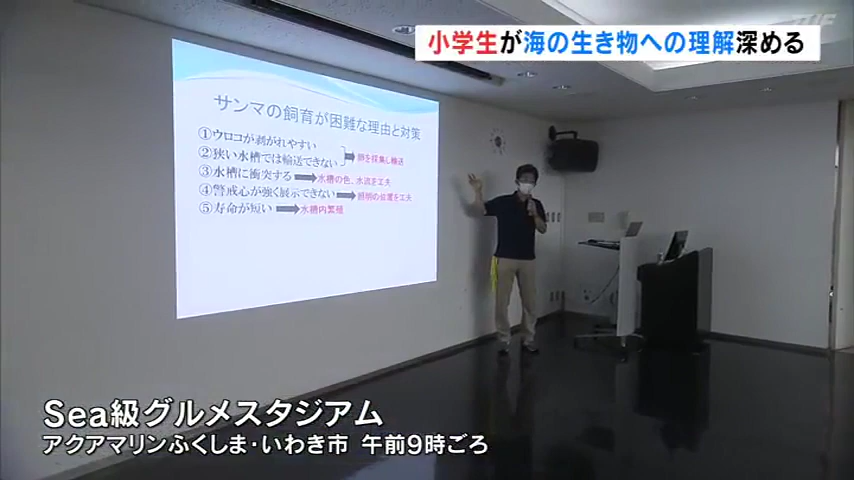 TUF
小学生が海の生き物への理解深める
サンマの飼育が困難な理由と対策
①ウロコが剥がれやすい
②狭い水槽では輸送できない
卵を採集し輸送
③水槽に衝突する 水槽の色、水流を工夫
④警戒心が強く展示できない 照明の位置を工夫
⑤寿命が短い 水槽内繁殖
Sea級グルメスタジアム
アクアマリンふくしま・いわき市 午前9時ごろ